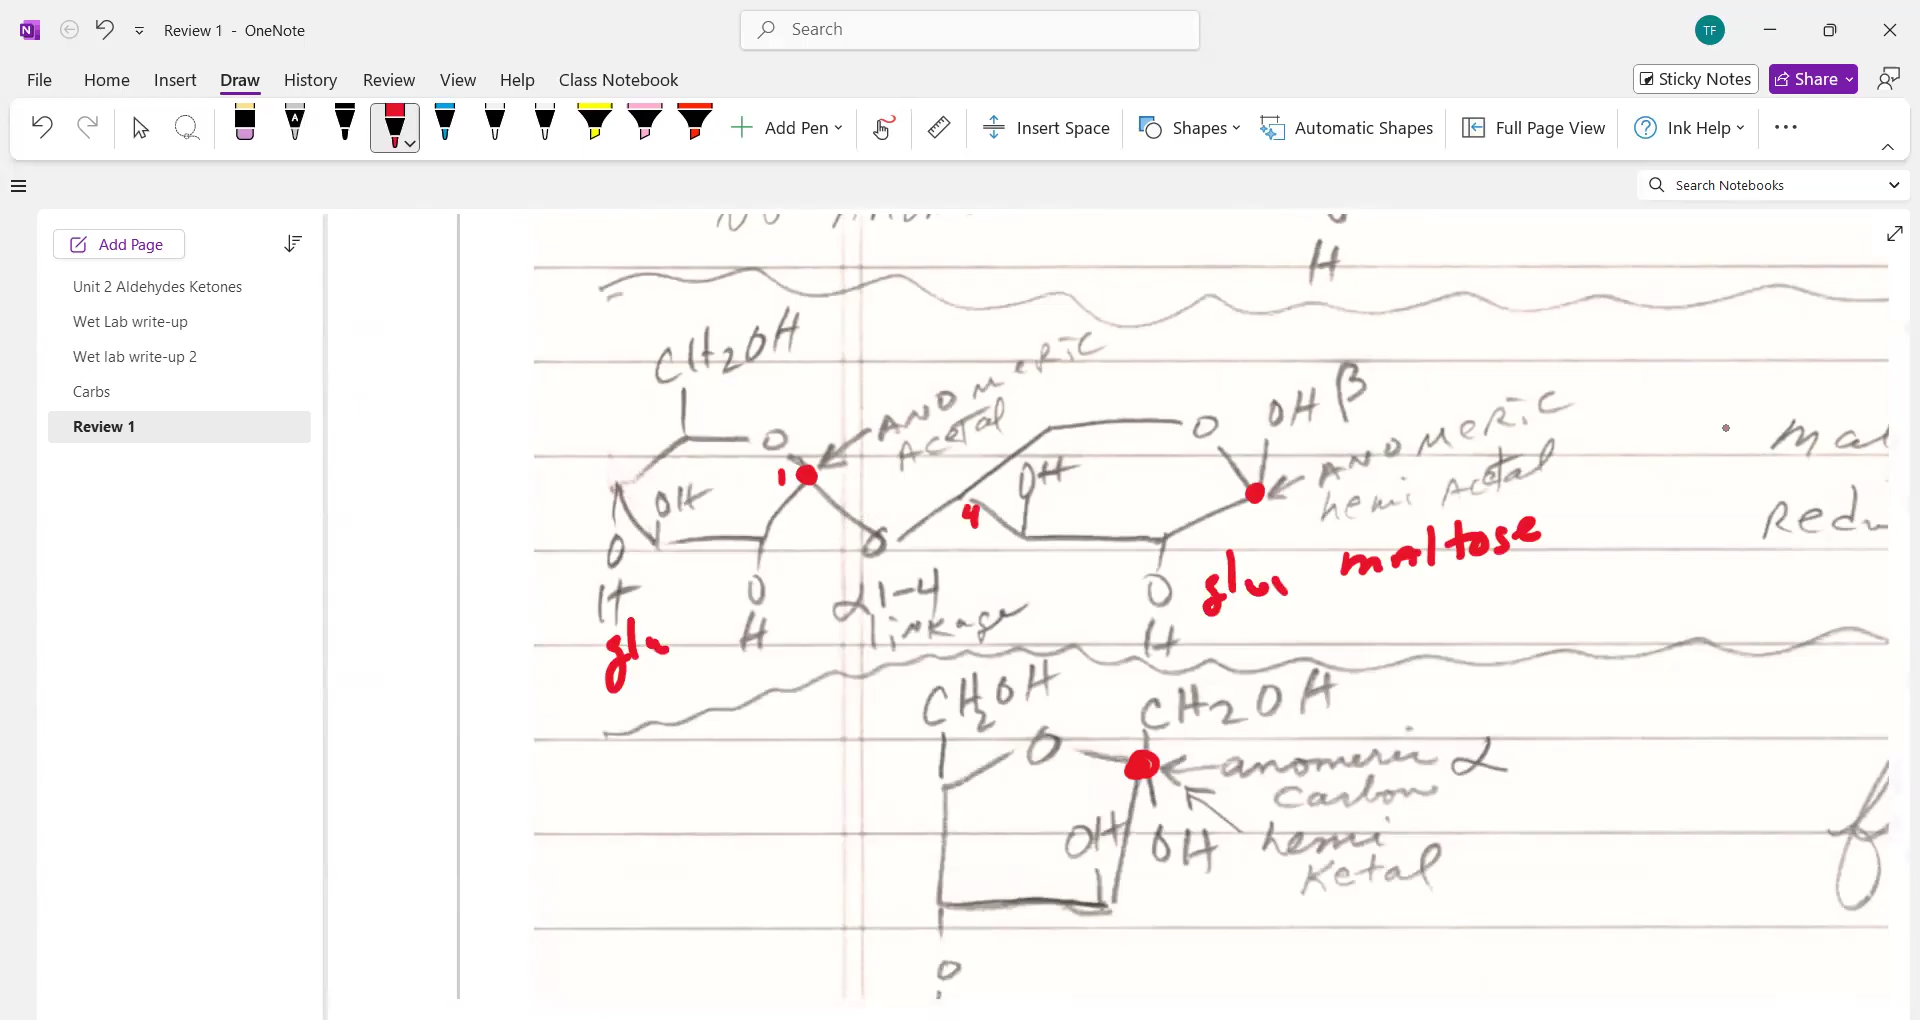 Review 1 - OneNote
Search
TF
File Home Insert Draw History Review View Help Class Notebook
Sticky Notes Share
A
Add Pen Insert Space Shapes Automatic Shapes Full Page View Ink Help
Search Notebooks
Add Page
Unit 2 Aldehydes Ketones
Wet Lab write-up
Wet lab write-up 2
Carbs
Review 1
H
CH2OH
ANOMERIC
Acetal
O
OH β
ANOMERIC
hemi Acetal
O
1
OH
OH
4
O
O
H
O
H
α 1-4
linkage
O
H
glu
glu
maltose
mal
Redu
CH2OH
CH2OH
O
anomeric α
Carbon
OH
OH
hemi
Ketal
O
f